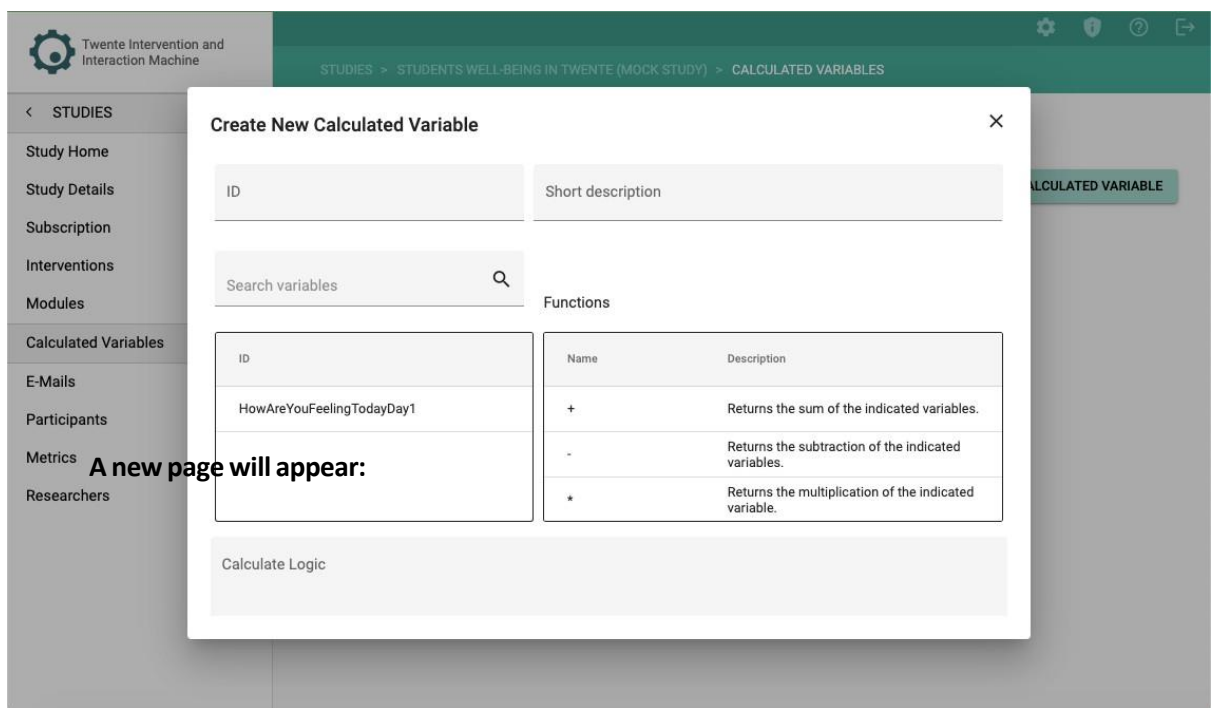 Twente Intervention and
Interaction Machine
STUDIES > STUDENTS WELL-BEING IN TWENTE (MOCK STUDY) > CALCULATED VARIABLES
< STUDIES
Study Home
Study Details
Subscription
Interventions
Modules
Calculated Variables
E-Mails
Participants
Metrics
Researchers
A new page will appear:
Create New Calculated Variable
ID
Short description
ALCULATED VARIABLE
Search variables
Functions
ID
HowAreYouFeelingTodayDay1
Name Description
+ Returns the sum of the indicated variables.
- Returns the subtraction of the indicated
variables.
* Returns the multiplication of the indicated
variable.
Calculate Logic